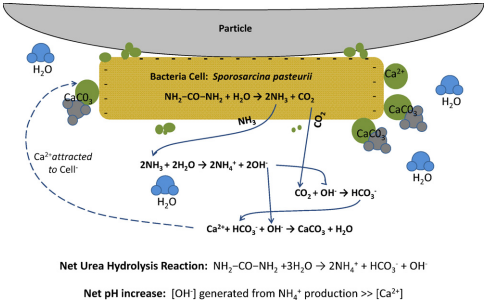 Particle
H₂O
Ca²⁺
Bacteria Cell: Sporosarcina pasteurii
NH₂–CO–NH₂ + H₂O → 2NH₃ + CO₂
CaCO₃
H₂O
NH₃
CO₂
CaCO₃
CaCO₃
Ca²⁺attracted
to Cell⁻
2NH₃ + 2H₂O → 2NH₄⁺ + 2OH⁻
H₂O
H₂O
CO₂ + OH⁻ → HCO₃⁻
Ca²⁺+ HCO₃⁻ + OH⁻ → CaCO₃ + H₂O
Net Urea Hydrolysis Reaction: NH₂–CO–NH₂ +3H₂O → 2NH₄⁺ + HCO₃⁻ + OH⁻
Net pH increase: [OH⁻] generated from NH₄⁺ production >> [Ca²⁺]